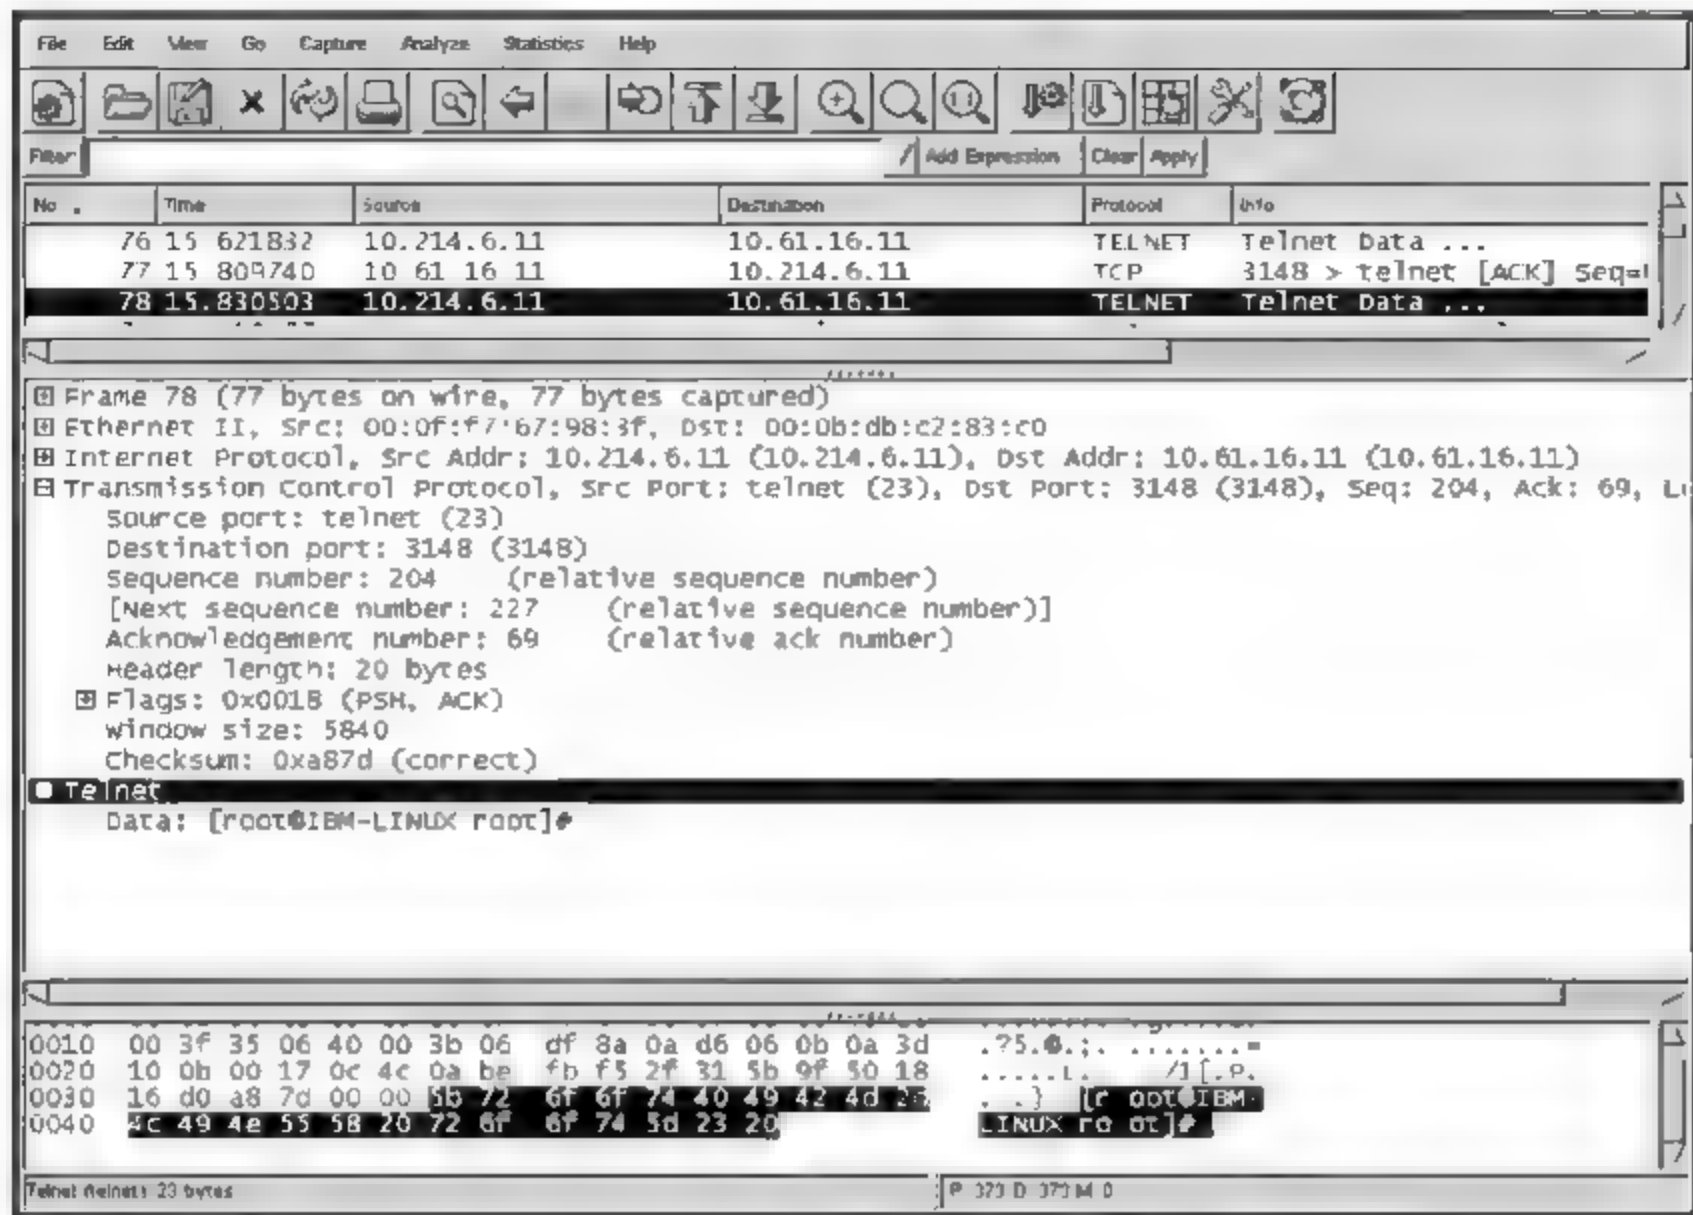 File Edit View Go Capture Analyze Statistics Help
Filter: / Add Expression Clear Apply
No . Time Source Destination Protocol Info
76 15 621832 10.214.6.11 10.61.16.11 TELNET Telnet Data ...
77 15 809740 10 61 16 11 10.214.6.11 TCP 3148 > telnet [ACK] Seq=
78 15.830503 10.214.6.11 10.61.16.11 TELNET Telnet Data ...
Frame 78 (77 bytes on wire, 77 bytes captured)
Ethernet II, Src: 00:0f:f7:67:98:3f, Dst: 00:0b:db:c2:83:c0
Internet Protocol, Src Addr: 10.214.6.11 (10.214.6.11), Dst Addr: 10.61.16.11 (10.61.16.11)
Transmission Control Protocol, Src Port: telnet (23), Dst Port: 3148 (3148), Seq: 204, Ack: 69,
Source port: telnet (23)
Destination port: 3148 (3148)
Sequence number: 204 (relative sequence number)
[Next sequence number: 227 (relative sequence number)]
Acknowledgement number: 69 (relative ack number)
Header length: 20 bytes
Flags: 0x0018 (PSH, ACK)
Window size: 5840
Checksum: 0xa87d (correct)
Telnet
Data: [root@IBM-LINUX root]#
0010 00 3f 35 06 40 00 3b 06 df 8a 0a d6 06 0b 0a 3d .?5.@.;. .......=
0020 10 0b 00 17 0c 4c 0a be fb f5 2f 31 5b 9f 50 18 .....L. /1[.P.
0030 16 d0 a8 7d 00 00 5b 72 6f 6f 74 40 49 42 4d 2d . .} [r oot@IBM-
0040 4c 49 4e 55 58 20 72 6f 6f 74 5d 23 20 LINUX ro ot]#
Telnet (telnet) 23 bytes P 373 D 373 M 0